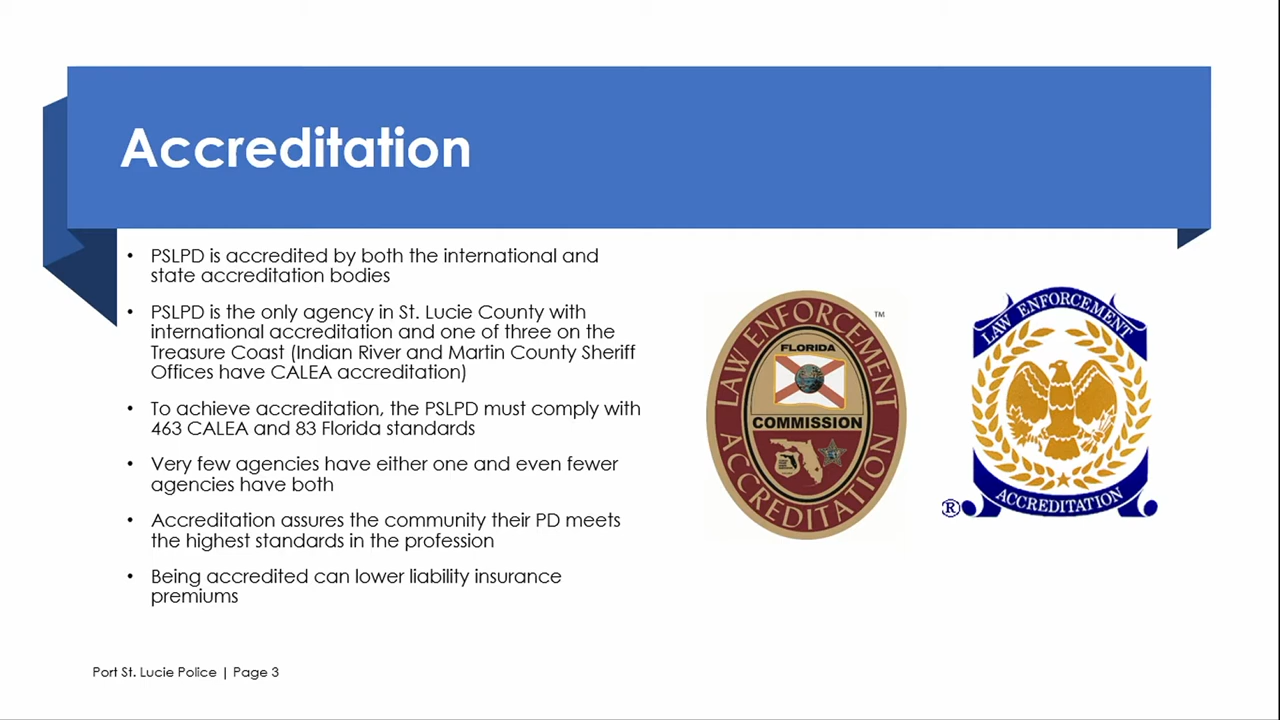 Accreditation
• PSLPD is accredited by both the international and
state accreditation bodies
• PSLPD is the only agency in St. Lucie County with
international accreditation and one of three on the
Treasure Coast (Indian River and Martin County Sheriff
Offices have CALEA accreditation)
• To achieve accreditation, the PSLPD must comply with
463 CALEA and 83 Florida standards
• Very few agencies have either one and even fewer
agencies have both
• Accreditation assures the community their PD meets
the highest standards in the profession
• Being accredited can lower liability insurance
premiums
LAW ENFORCEMENT
TM
FLORIDA
COMMISSION
ACCREDITATION
LAW ENFORCEMENT
ACCREDITATION
®
Port St. Lucie Police | Page 3